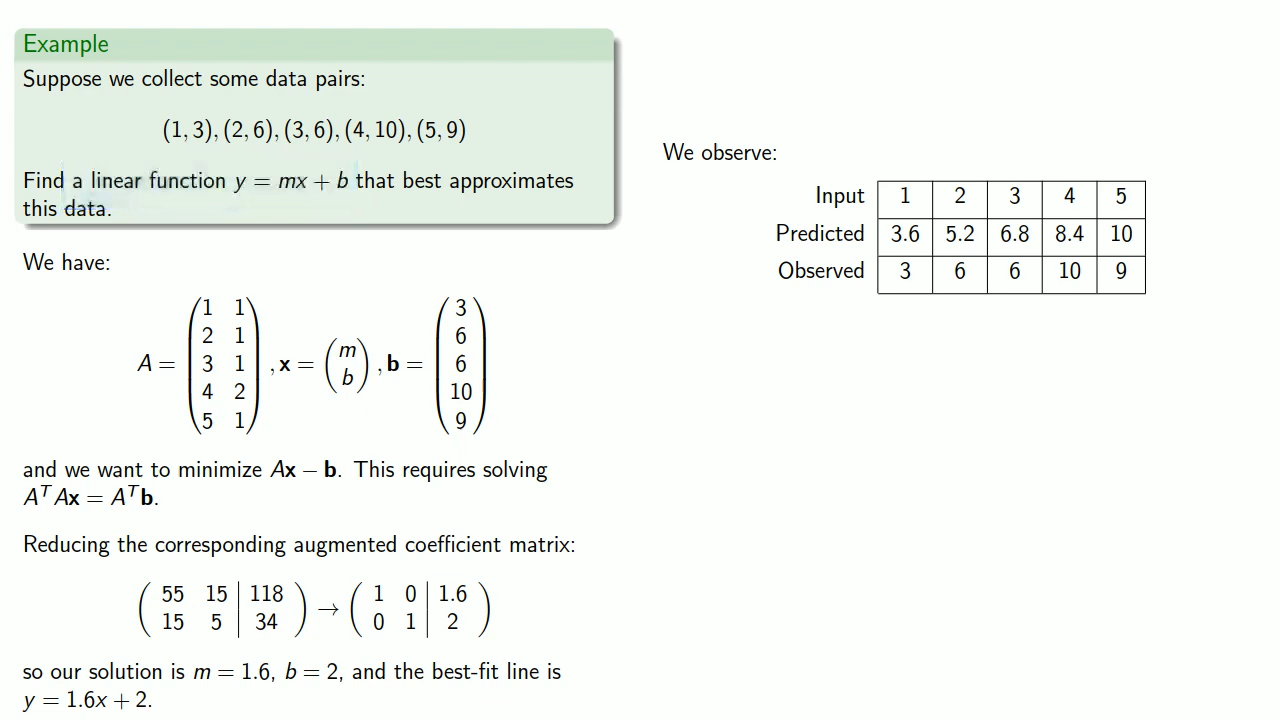 Example
Suppose we collect some data pairs:
(1, 3), (2, 6), (3, 6), (4, 10), (5, 9)
Find a linear function y = mx + b that best approximates
this data.
We have:
A = (1 1
2 1
3 1
4 2
5 1), x = (m
b), b = (3
6
6
10
9)
and we want to minimize Ax − b. This requires solving
AᵀAx = Aᵀb.
Reducing the corresponding augmented coefficient matrix:
(55 15 | 118
15 5 | 34) → (1 0 | 1.6
0 1 | 2)
so our solution is m = 1.6, b = 2, and the best-fit line is
y = 1.6x + 2.
We observe:
Input 1 2 3 4 5
Predicted 3.6 5.2 6.8 8.4 10
Observed 3 6 6 10 9